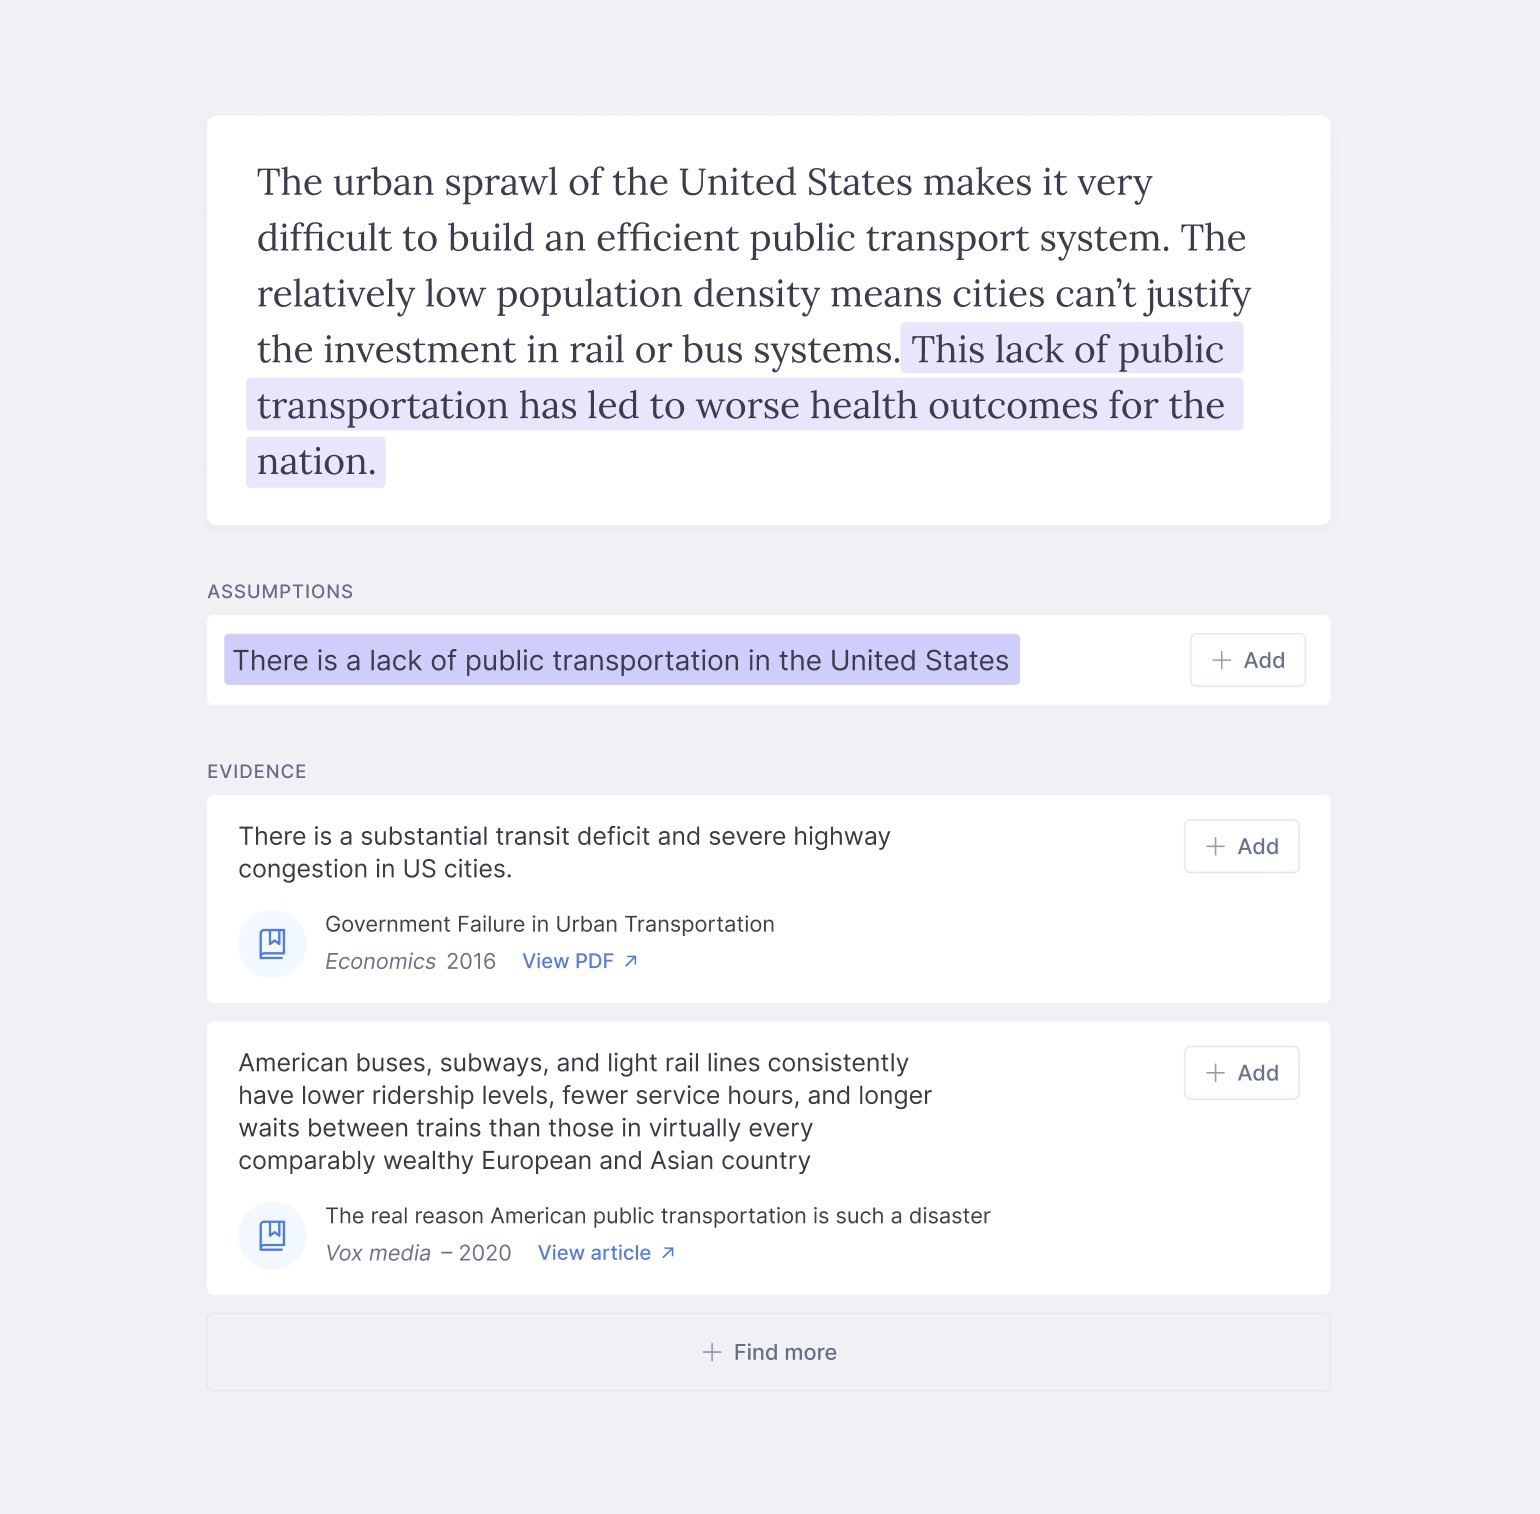 The urban sprawl of the United States makes it very
difficult to build an efficient public transport system. The
relatively low population density means cities can’t justify
the investment in rail or bus systems. This lack of public
transportation has led to worse health outcomes for the
nation.
ASSUMPTIONS
There is a lack of public transportation in the United States
+ Add
EVIDENCE
There is a substantial transit deficit and severe highway
congestion in US cities.
+ Add
Government Failure in Urban Transportation
Economics 2016 View PDF ↗
American buses, subways, and light rail lines consistently
have lower ridership levels, fewer service hours, and longer
waits between trains than those in virtually every
comparably wealthy European and Asian country
+ Add
The real reason American public transportation is such a disaster
Vox media – 2020 View article ↗
+ Find more